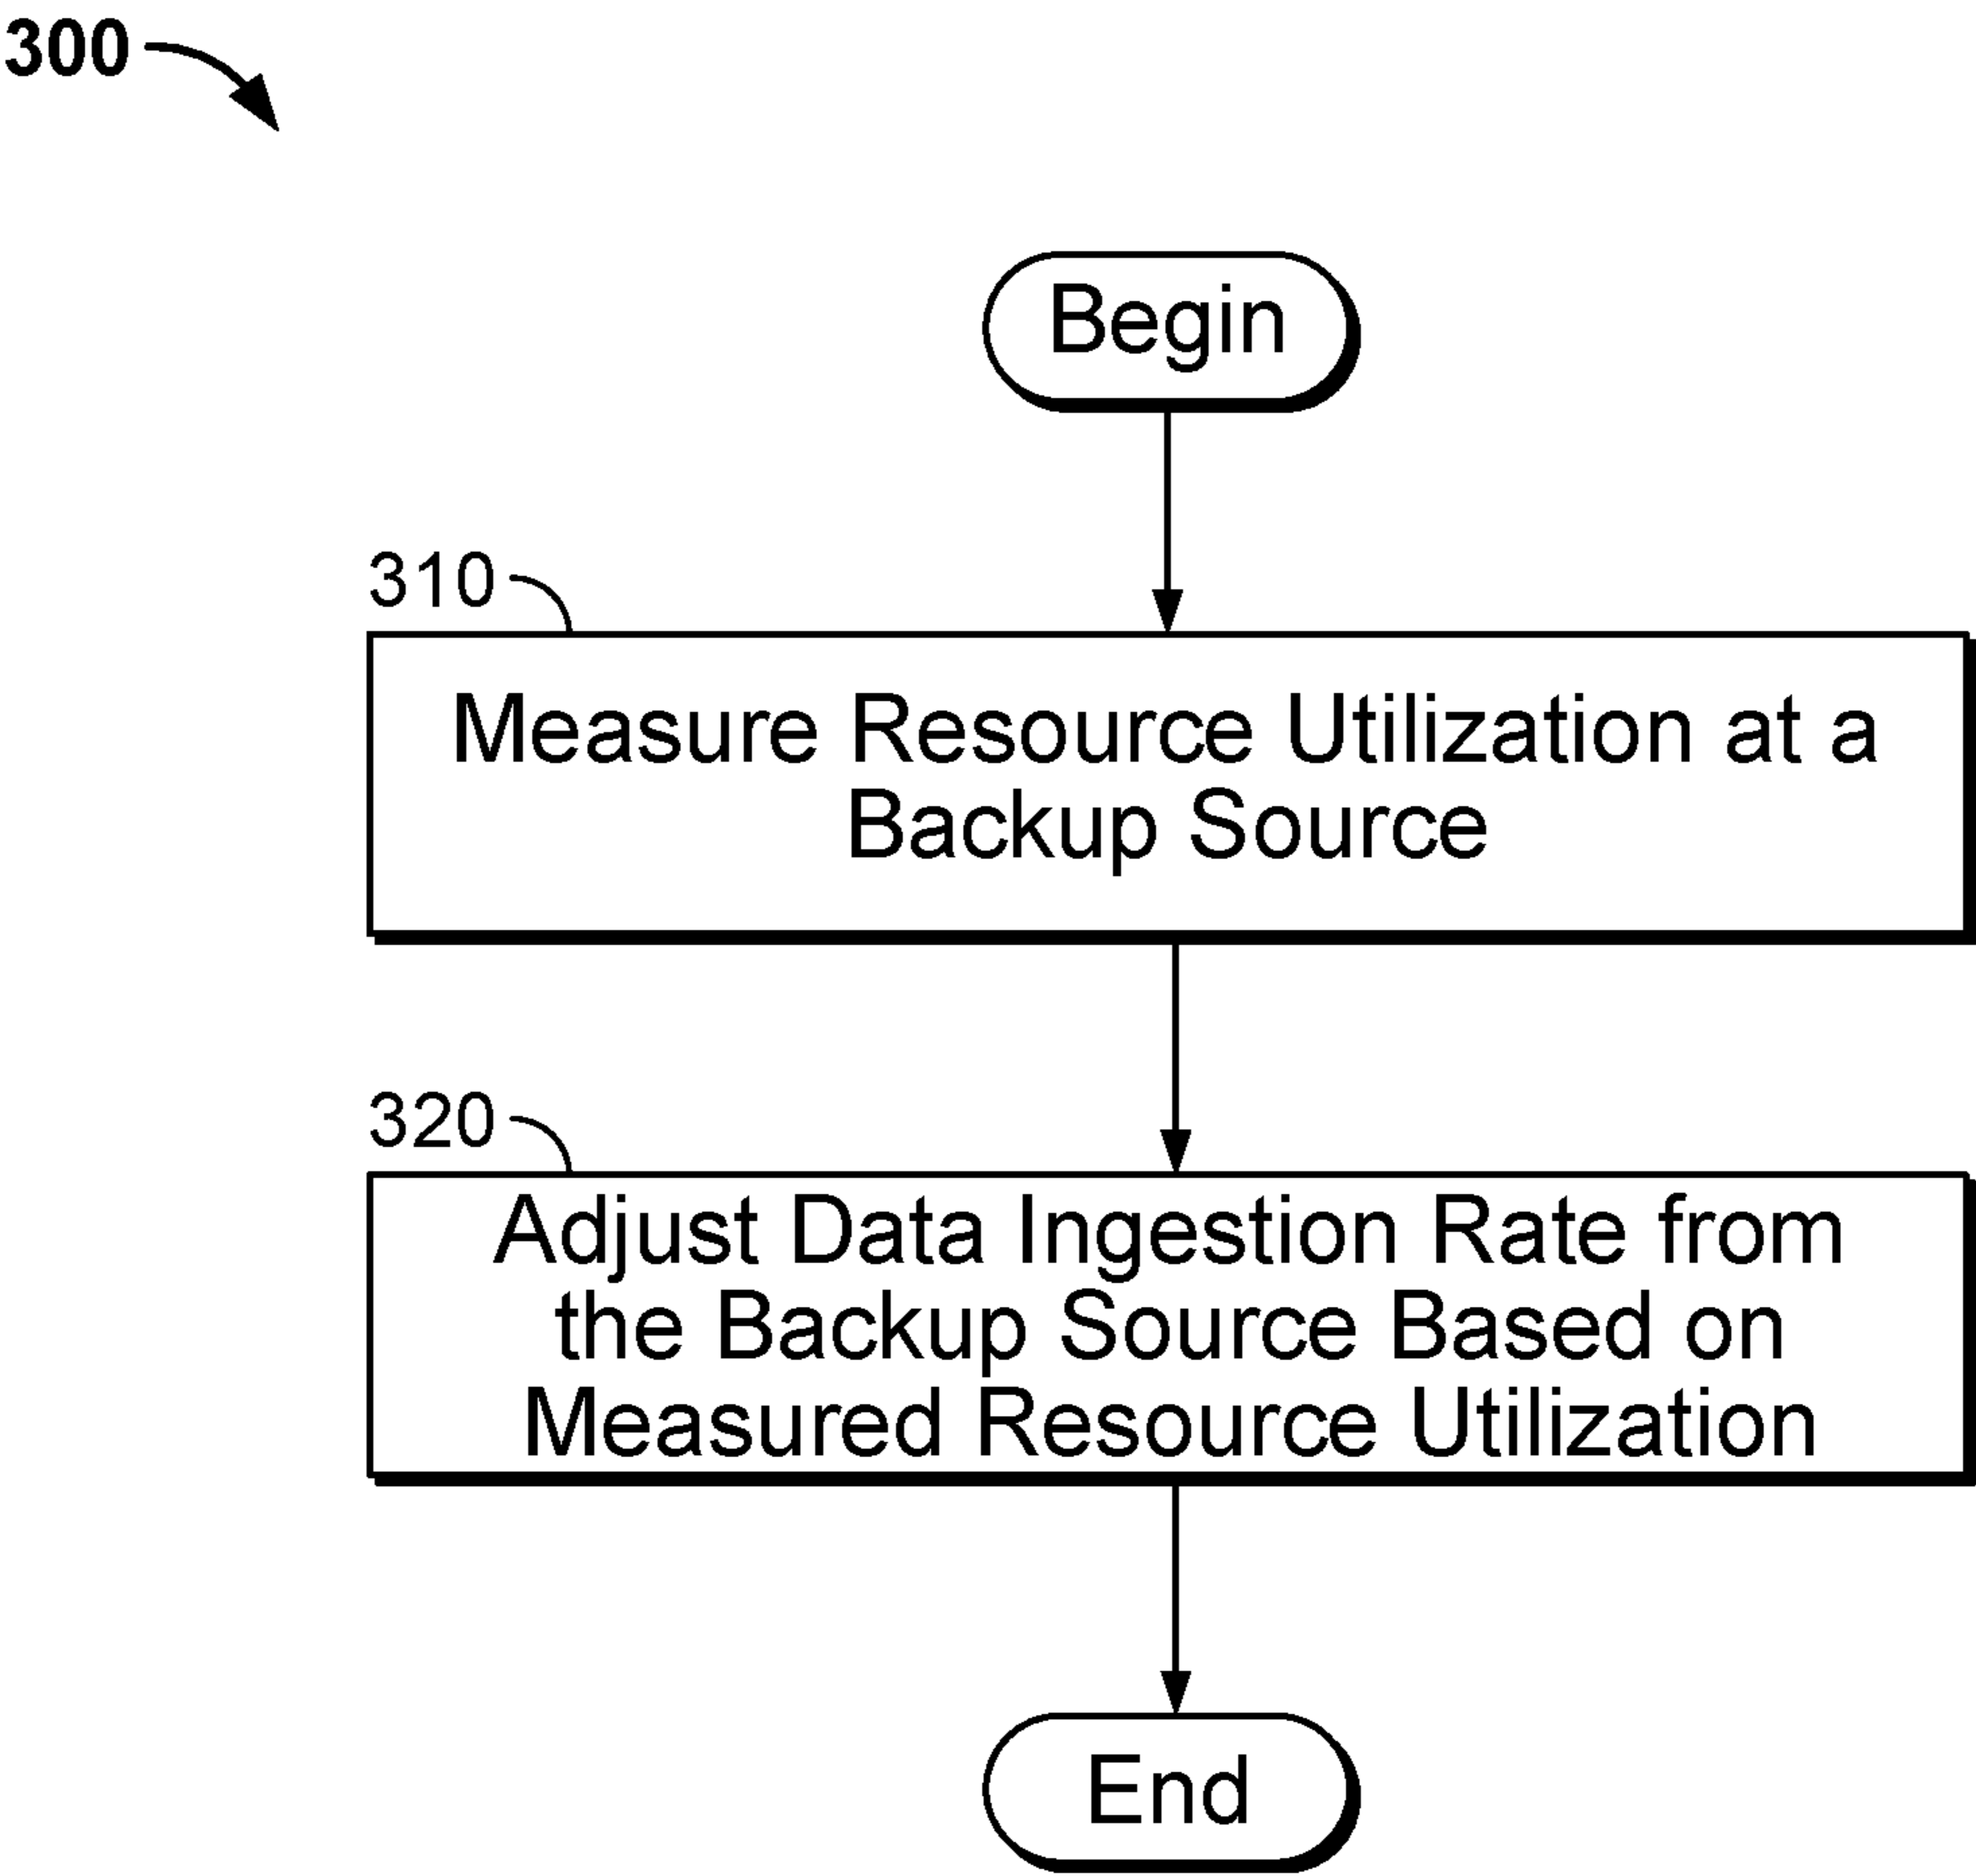 300
Begin
310
Measure Resource Utilization at a
Backup Source
320
Adjust Data Ingestion Rate from
the Backup Source Based on
Measured Resource Utilization
End